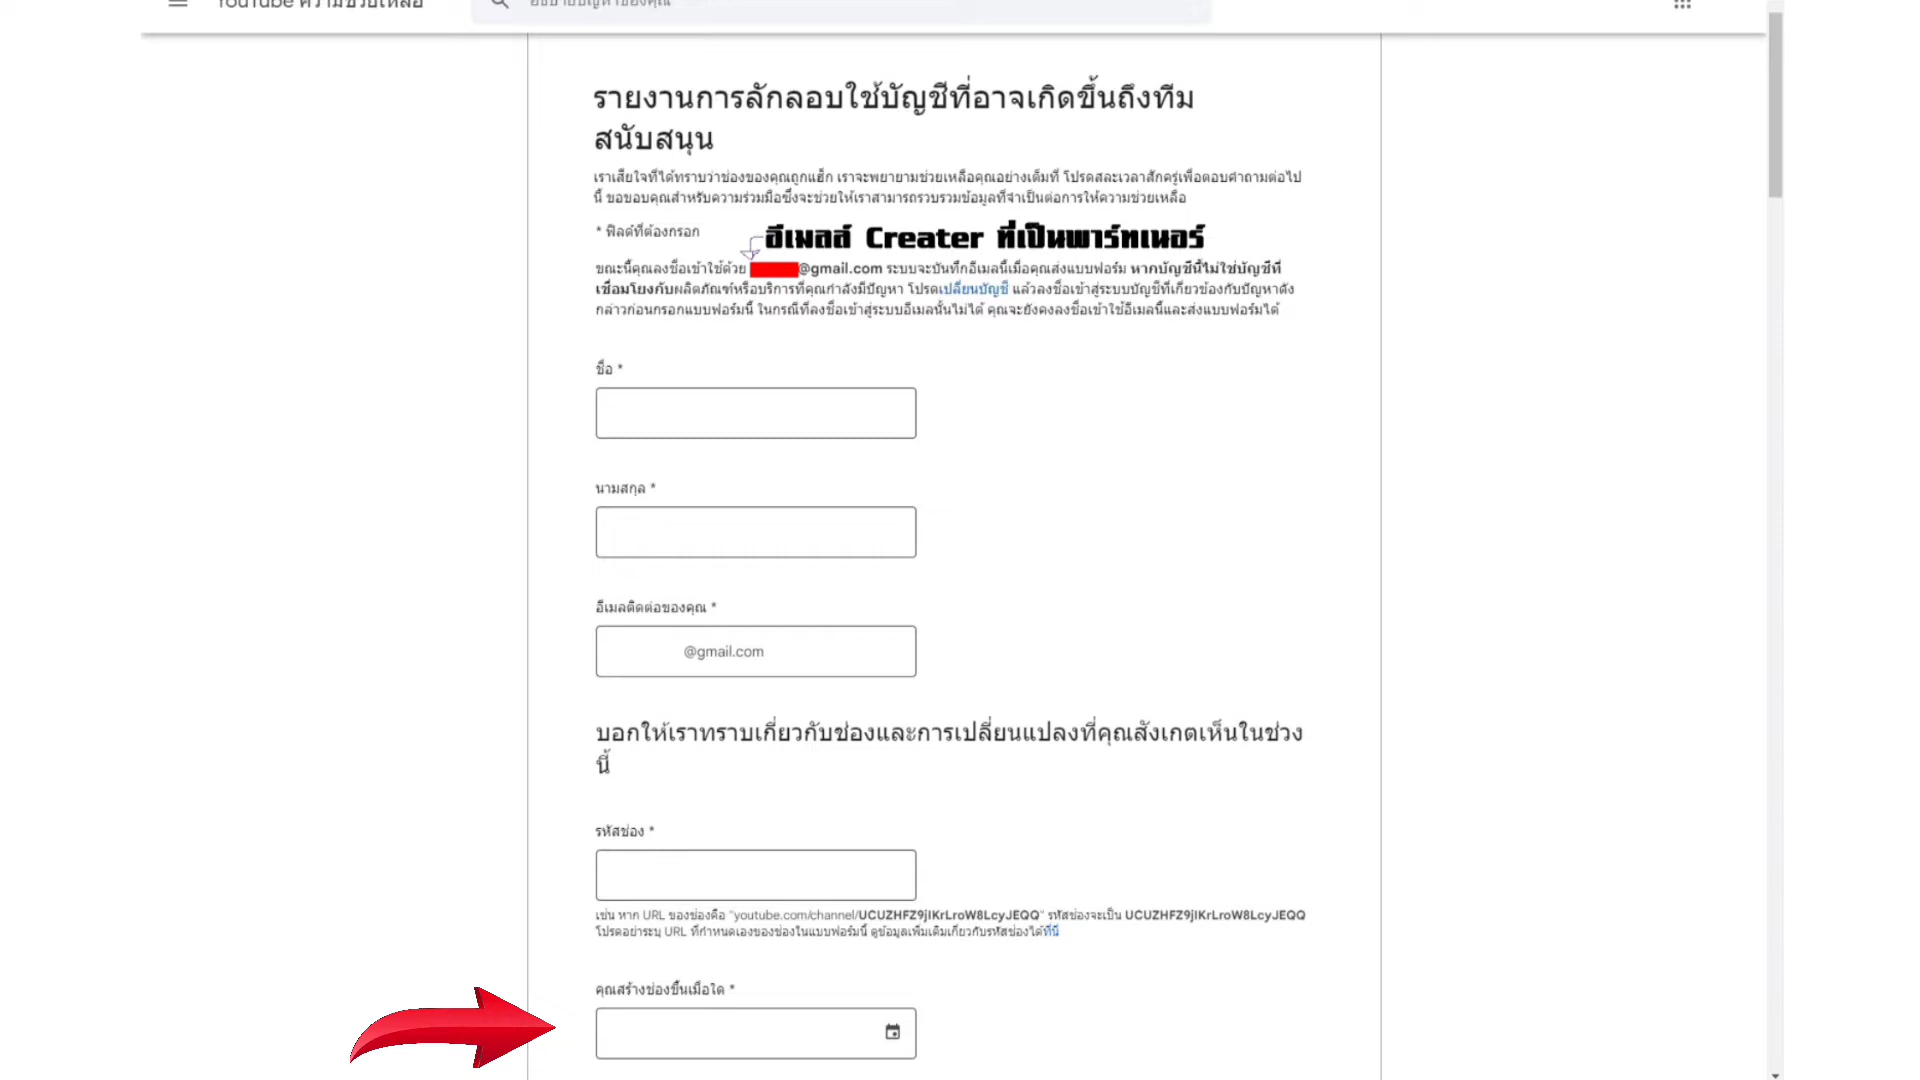 YouTube ความช่วยเหลือ
อธิบายปัญหาของคุณ
รายงานการลักลอบใช้บัญชีที่อาจเกิดขึ้นถึงทีม
สนับสนุน
เราเสียใจที่ได้ทราบว่าช่องของคุณถูกแฮ็ก เราจะพยายามช่วยเหลือคุณอย่างเต็มที่ โปรดสละเวลาสักครู่เพื่อตอบคำถามต่อไป
นี้ ขอขอบคุณสำหรับความร่วมมือซึ่งจะช่วยให้เราสามารถรวบรวมข้อมูลที่จำเป็นต่อการให้ความช่วยเหลือ
* ฟิลด์ที่ต้องกรอก
อีเมลล์ Creater ที่เป็นพาร์ทเนอร์
ขณะนี้คุณลงชื่อเข้าใช้ด้วย @gmail.com ระบบจะบันทึกอีเมลนี้เมื่อคุณส่งแบบฟอร์ม หากบัญชีนี้ไม่ใช่บัญชีที่
เชื่อมโยงกับผลิตภัณฑ์หรือบริการที่คุณกำลังมีปัญหา โปรดเปลี่ยนบัญชี แล้วลงชื่อเข้าสู่ระบบบัญชีที่เกี่ยวข้องกับปัญหาดัง
กล่าวก่อนกรอกแบบฟอร์มนี้ ในกรณีที่ลงชื่อเข้าสู่ระบบอีเมลนั้นไม่ได้ คุณจะยังคงลงชื่อเข้าใช้อีเมลนี้และส่งแบบฟอร์มได้
ชื่อ *
นามสกุล *
อีเมลติดต่อของคุณ *
@gmail.com
บอกให้เราทราบเกี่ยวกับช่องและการเปลี่ยนแปลงที่คุณสังเกตเห็นในช่วง
นี้
รหัสช่อง *
เช่น หาก URL ของช่องคือ "youtube.com/channel/UCUZHFZ9jIKrLroW8LcyJEQQ" รหัสช่องจะเป็น UCUZHFZ9jIKrLroW8LcyJEQQ
โปรดอย่าระบุ URL ที่กำหนดเองของช่องในแบบฟอร์มนี้ ดูข้อมูลเพิ่มเติมเกี่ยวกับรหัสช่องได้ที่นี่
คุณสร้างช่องขึ้นเมื่อใด *